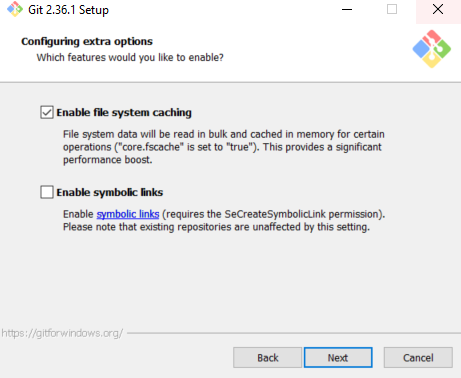 Git 2.36.1 Setup
Configuring extra options
Which features would you like to enable?
Enable file system caching
File system data will be read in bulk and cached in memory for certain
operations ("core.fscache" is set to "true"). This provides a significant
performance boost.
Enable symbolic links
Enable symbolic links (requires the SeCreateSymbolicLink permission).
Please note that existing repositories are unaffected by this setting.
https://gitforwindows.org/
Back Next Cancel